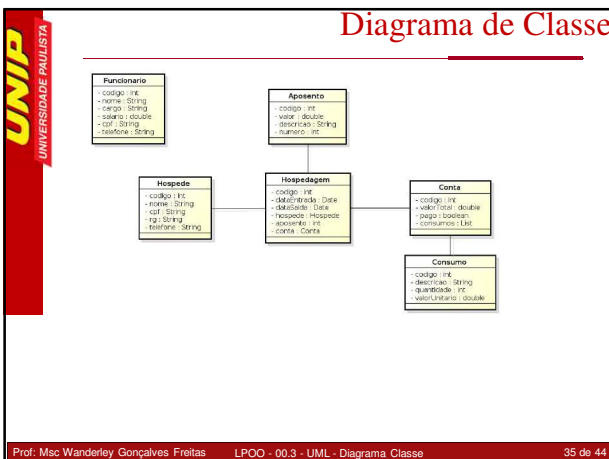 Diagrama de Classe
UNIP
UNIVERSIDADE PAULISTA
Funcionario
- codigo : int
- nome : String
- cargo : String
- salario : double
- cpf : String
- telefone : String
Aposento
- codigo : int
- valor : double
- descricao : String
- numero : int
Hospede
- codigo : int
- nome : String
- cpf : String
- rg : String
- telefone : String
Hospedagem
- codigo : int
- dataEntrada : Date
- dataSaida : Date
- hospede : Hospede
- aposento : int
- conta : Conta
Conta
- codigo : int
- valorTotal : double
- pago : boolean
- consumos : List
Consumo
- codigo : int
- descricao : String
- quantidade : int
- valorUnitario : double
Prof: Msc Wanderley Gonçalves Freitas LPOO - 00.3 - UML - Diagrama Classe 35 de 44